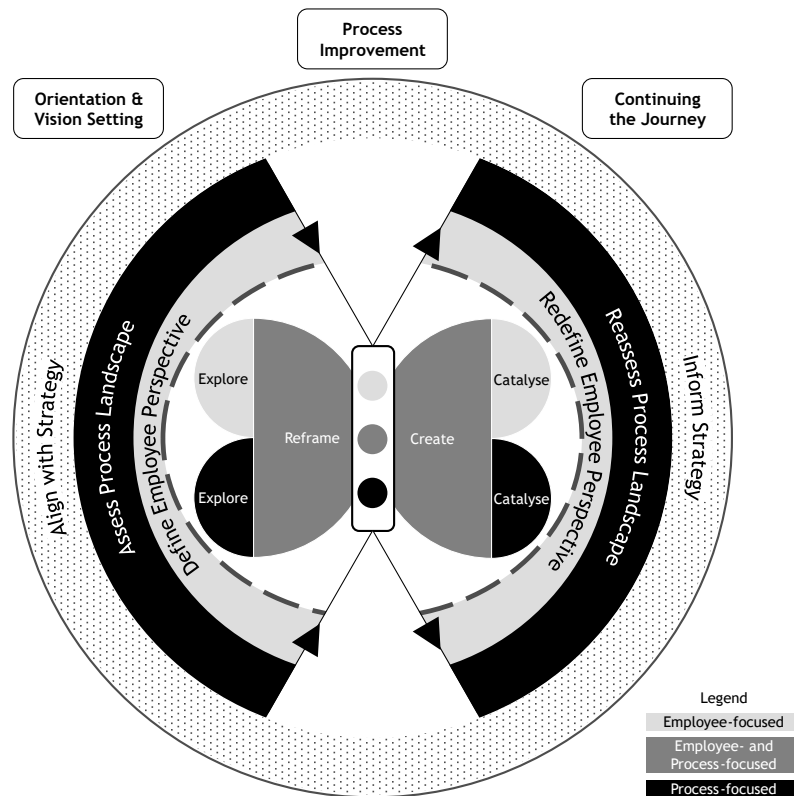 Process
Improvement
Orientation &
Vision Setting
Continuing
the Journey
Align with Strategy
Assess Process Landscape
Define Employee Perspective
Explore
Explore
Reframe
Create
Catalyse
Catalyse
Redefine Employee Perspective
Reassess Process Landscape
Inform Strategy
Legend
Employee-focused
Employee- and
Process-focused
Process-focused